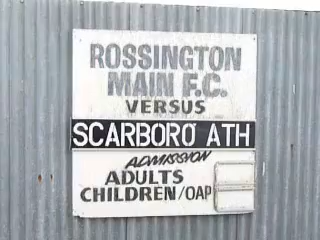 ROSSINGTON
MAIN F.C.
VERSUS
SCARBORO ATH
ADMISSION
ADULTS
CHILDREN/OAP